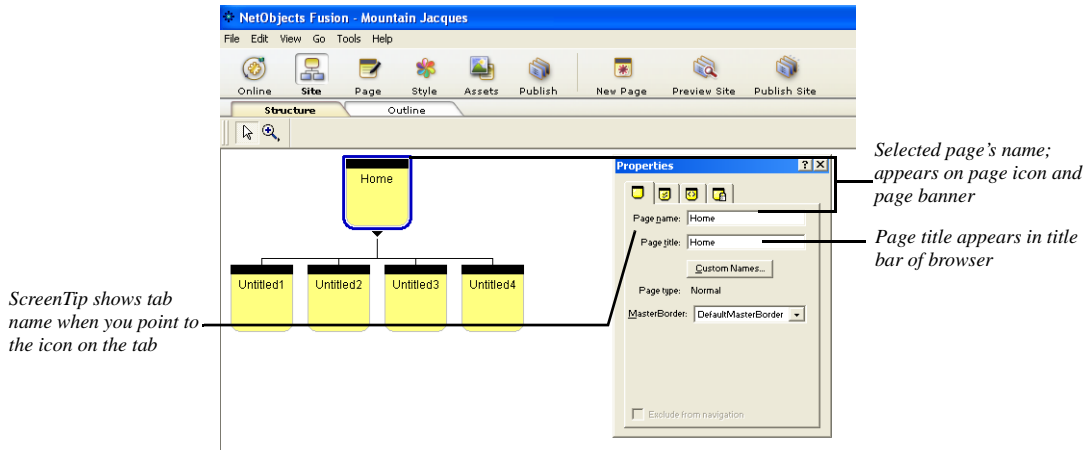 NetObjects Fusion - Mountain Jacques
File Edit View Go Tools Help
Online Site Page Style Assets Publish New Page Preview Site Publish Site
Structure Outline
Home
Untitled1 Untitled2 Untitled3 Untitled4
Properties
Page name: Home
Page title: Home
Custom Names...
Page type: Normal
MasterBorder: DefaultMasterBorder
Exclude from navigation
Selected page's name;
appears on page icon and
page banner
Page title appears in title
bar of browser
ScreenTip shows tab
name when you point to
the icon on the tab